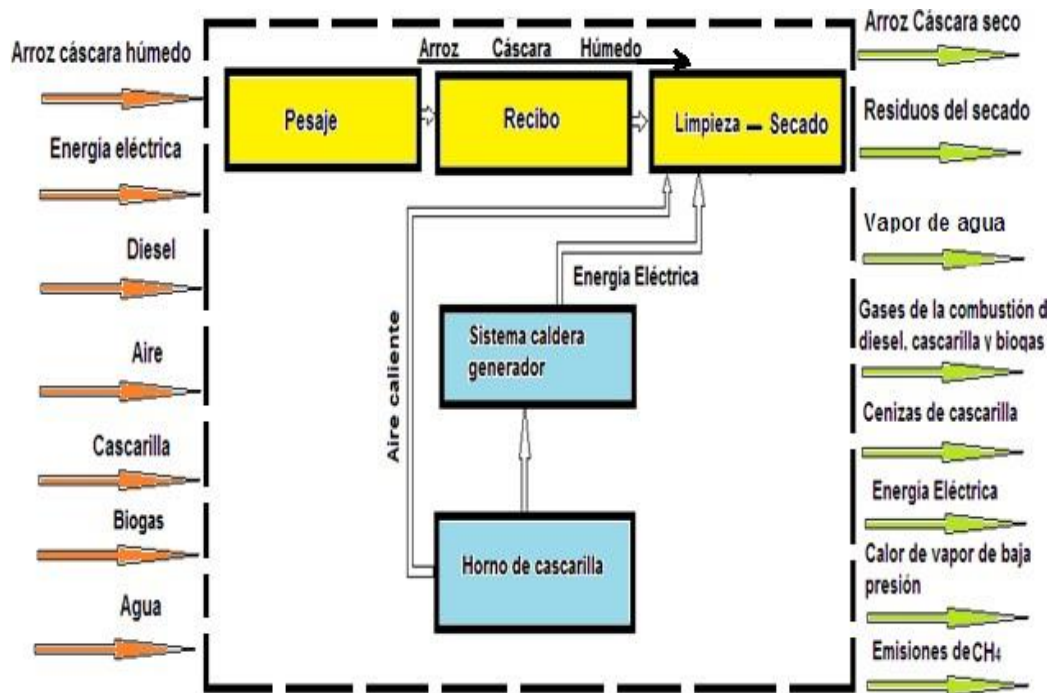 Arroz cáscara húmedo
Energía eléctrica
Diesel
Aire
Cascarilla
Biogas
Agua
Arroz Cáscara Húmedo
Pesaje
Recibo
Limpieza — Secado
Energía Eléctrica
Aire caliente
Sistema caldera
generador
Horno de cascarilla
Arroz Cáscara seco
Residuos del secado
Vapor de agua
Gases de la combustión d
diesel, cascarilla y biogas
Cenizas de cascarilla
Energía Eléctrica
Calor de vapor de baja
presión
Emisiones de CH4